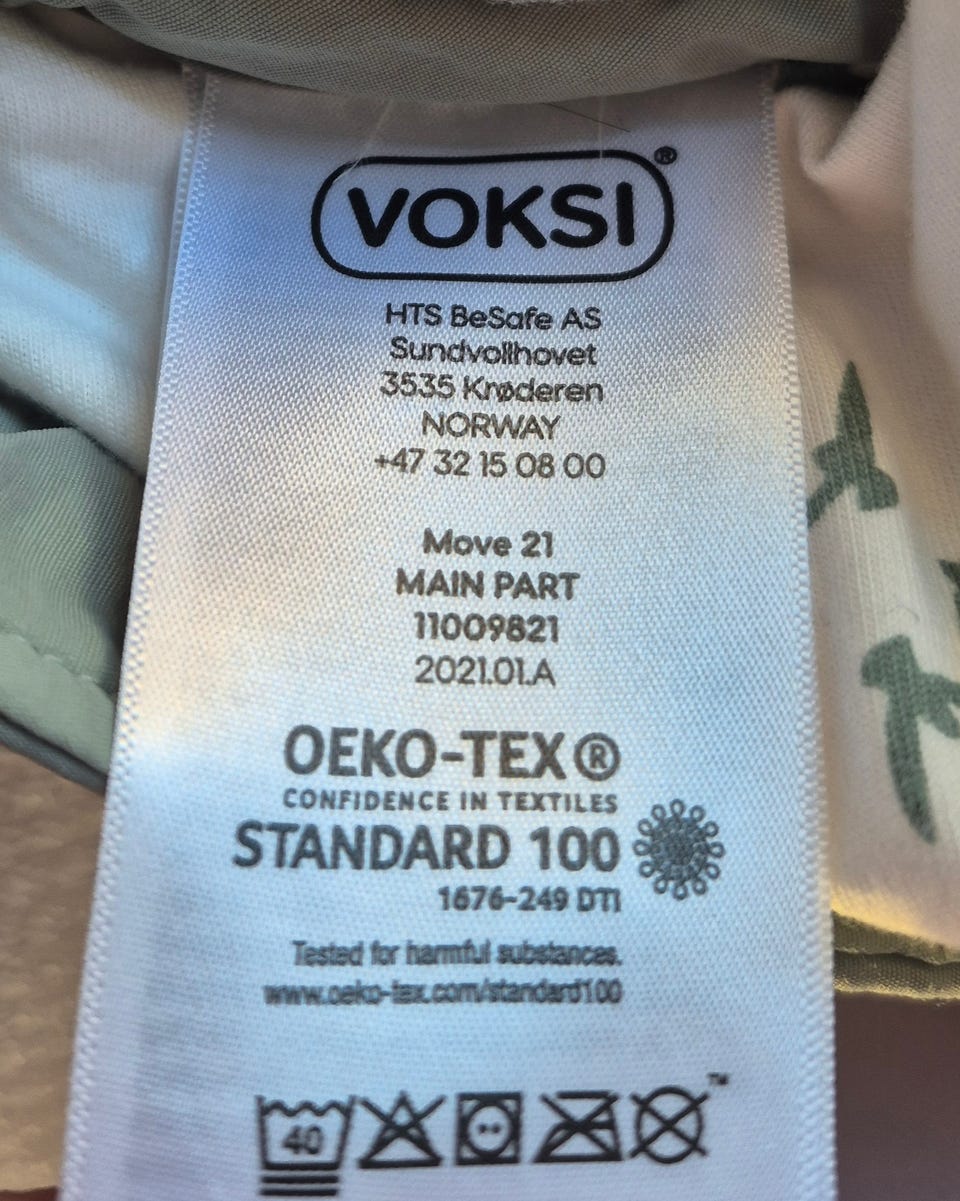 VOKSI®
HTS BeSafe AS
Sundvollhovet
3535 Krøderen
NORWAY
+47 32 15 08 00
Move 21
MAIN PART
11009821
2021.01.A
OEKO-TEX®
CONFIDENCE IN TEXTILES
STANDARD 100
1676-249 DTI
Tested for harmful substances.
www.oeko-tex.com/standard100
40 ™